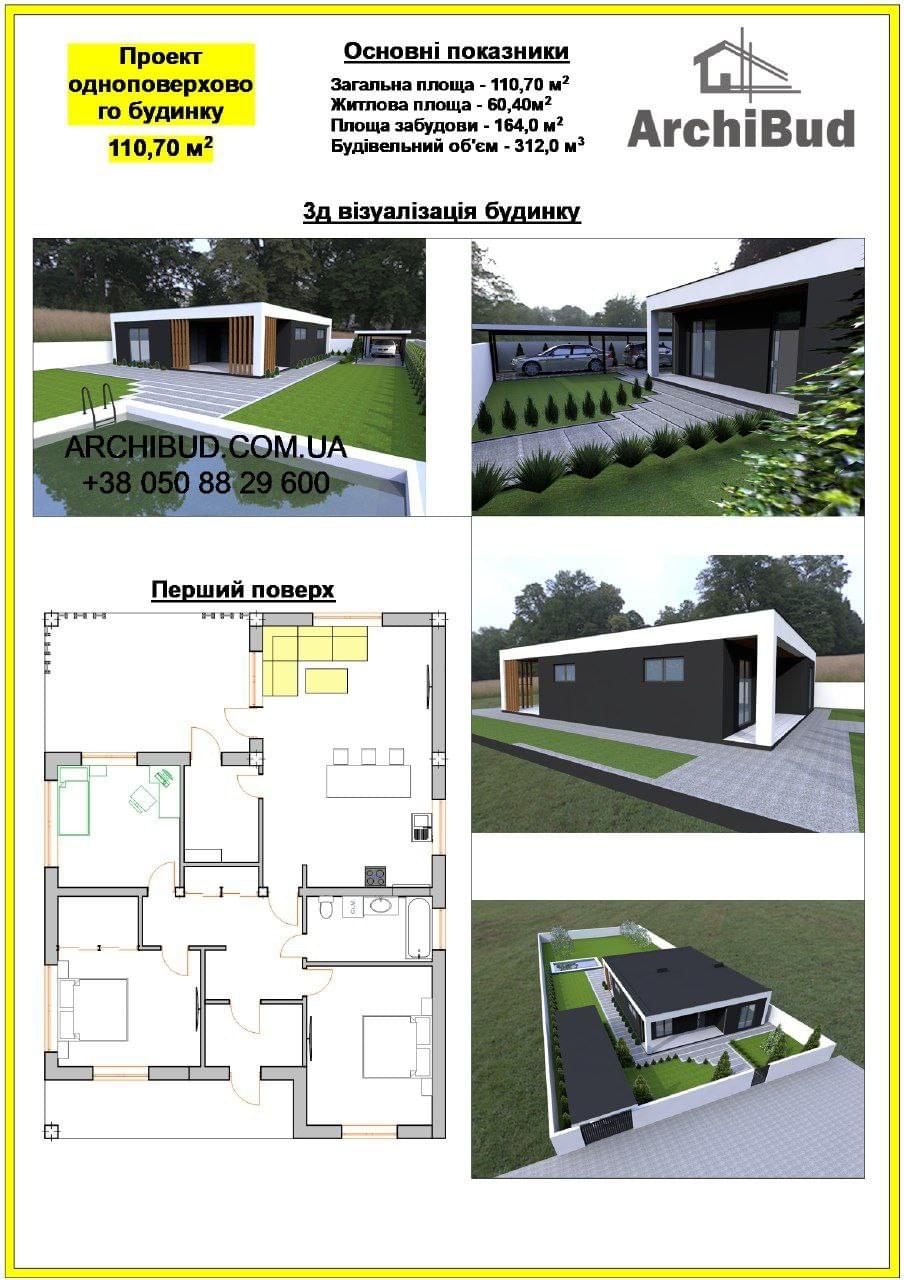 Проект
одноповерхово
го будинку
110,70 м²
Основні показники
Загальна площа - 110,70 м²
Житлова площа - 60,40м²
Площа забудови - 164,0 м²
Будівельний об'єм - 312,0 м³
ArchiBud
3д візуалізація будинку
ARCHIBUD.COM.UA
+38 050 88 29 600
Перший поверх